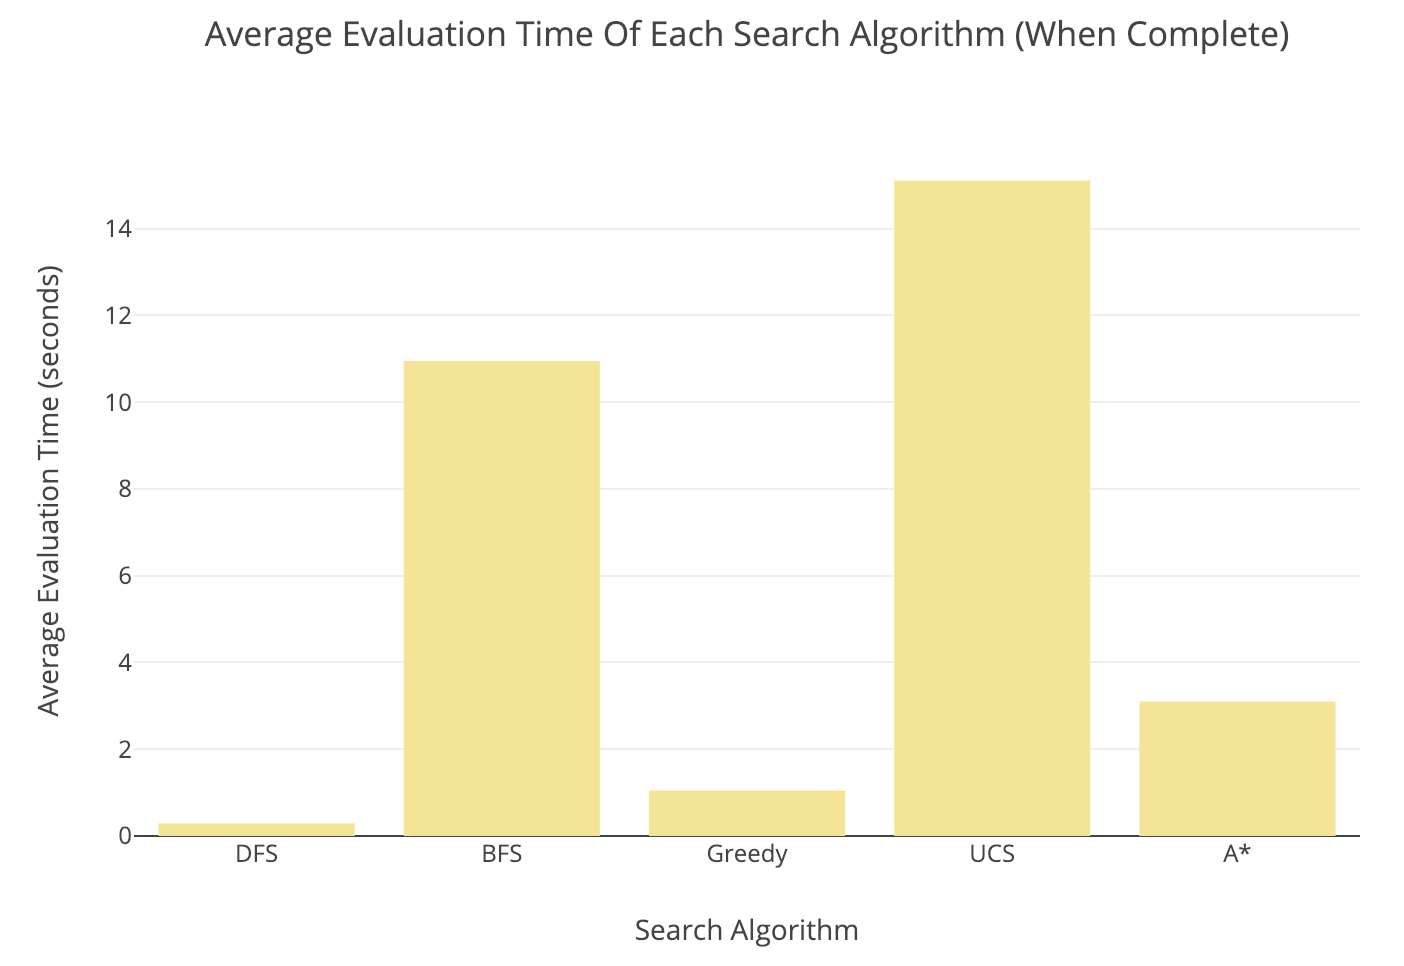 Average Evaluation Time Of Each Search Algorithm (When Complete)
Average Evaluation Time (seconds)
14
12
10
8
6
4
2
0
DFS BFS Greedy UCS A*
Search Algorithm